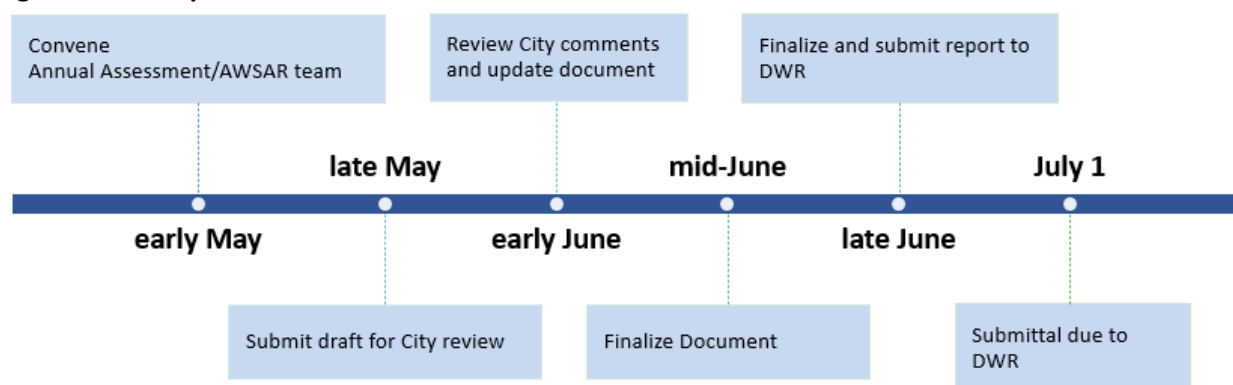 Convene
Annual Assessment/AWSAR team
Review City comments
and update document
Finalize and submit report to
DWR
late May
mid-June
July 1
early May
early June
late June
Submit draft for City review
Finalize Document
Submittal due to
DWR